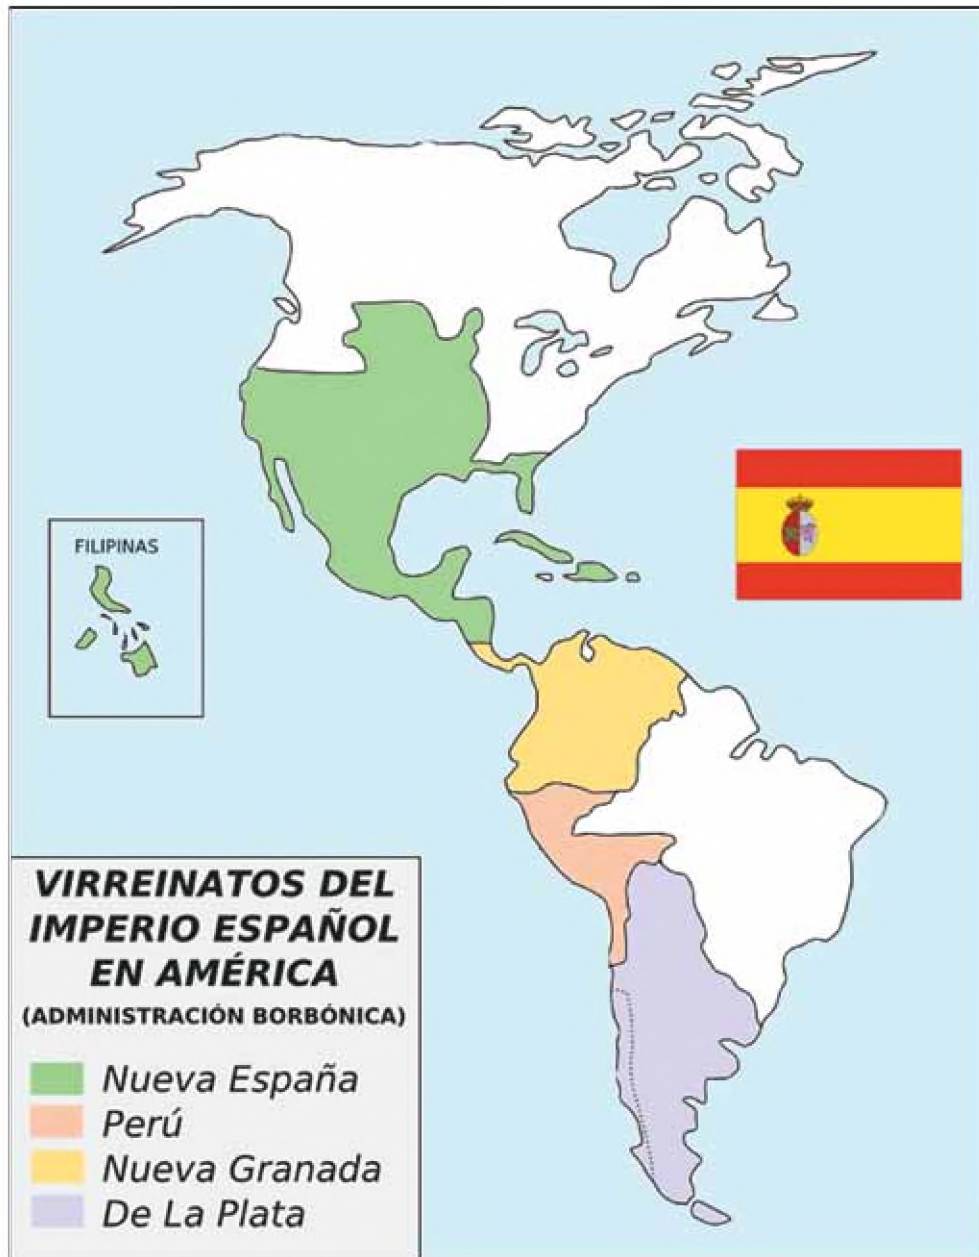 FILIPINAS
VIRREINATOS DEL
IMPERIO ESPAÑOL
EN AMÉRICA
(ADMINISTRACIÓN BORBÓNICA)
Nueva España
Perú
Nueva Granada
De La Plata